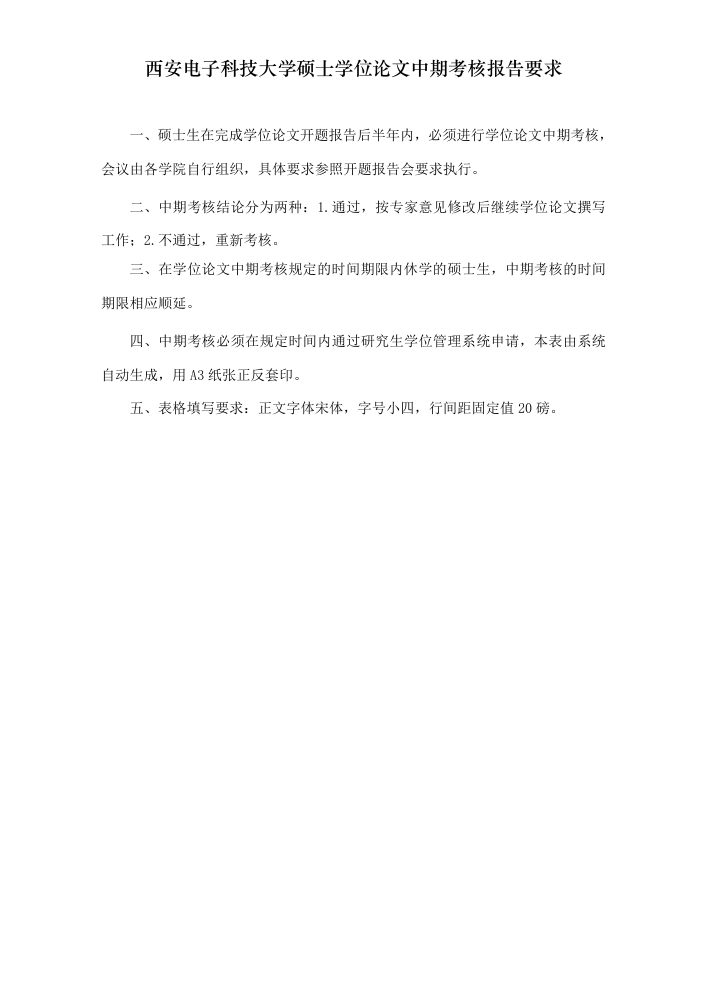 西安电子科技大学硕士学位论文中期考核报告要求
一、硕士生在完成学位论文开题报告后半年内，必须进行学位论文中期考核，
会议由各学院自行组织，具体要求参照开题报告会要求执行。
二、中期考核结论分为两种：1.通过，按专家意见修改后继续学位论文撰写
工作；2.不通过，重新考核。
三、在学位论文中期考核规定的时间期限内休学的硕士生，中期考核的时间
期限相应顺延。
四、中期考核必须在规定时间内通过研究生学位管理系统申请，本表由系统
自动生成，用 A3 纸张正反套印。
五、表格填写要求：正文字体宋体，字号小四，行间距固定值 20 磅。